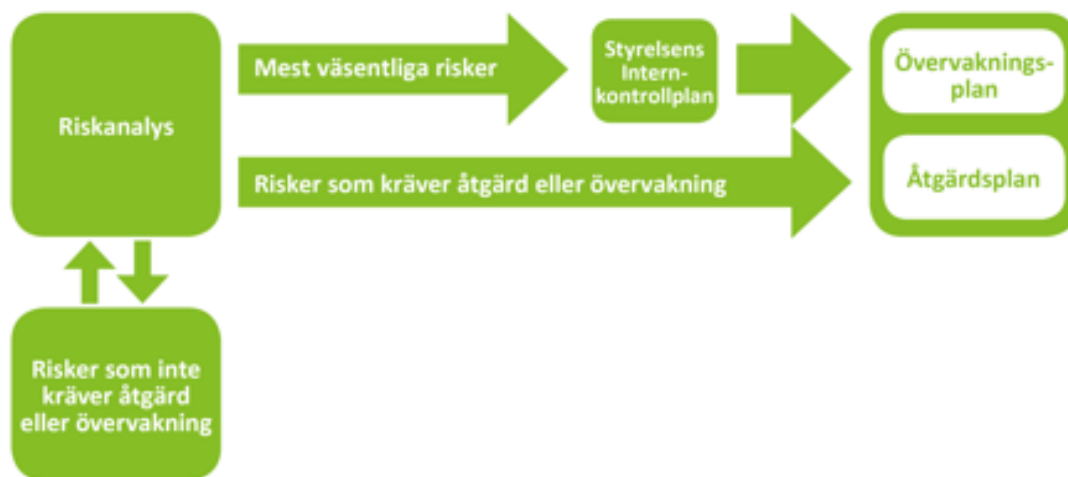 Riskanalys
Mest väsentliga risker
Styrelsens
Intern-
kontrollplan
Övervaknings-
plan
Risker som kräver åtgärd eller övervakning
Åtgärdsplan
Risker som inte
kräver åtgärd
eller övervakning